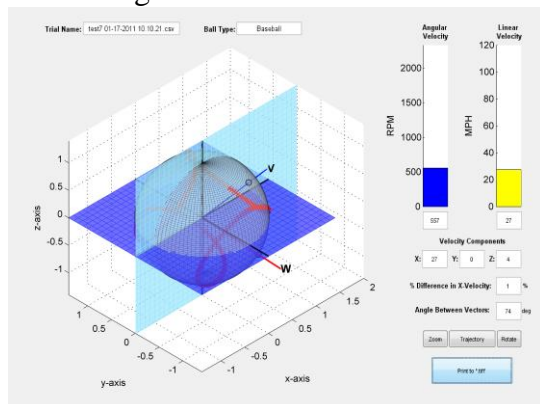 Trial Name: test7 01-17-2011 10.10.21.csv Ball Type: Baseball
Angular Velocity
Linear Velocity
RPM
2000
1500
1000
500
0
557
MPH
120
100
80
60
40
20
0
27
z-axis
1
0.5
0
-0.5
-1
V
W
1
0.5
0
-0.5
-1
y-axis
-1
-0.5
0
0.5
1
1.5
2
x-axis
Velocity Components
X: 27 Y: 0 Z: 4
% Difference in X-Velocity: 1 %
Angle Between Vectors: 74 deg
Zoom Trajectory Rotate
Print to *.tiff